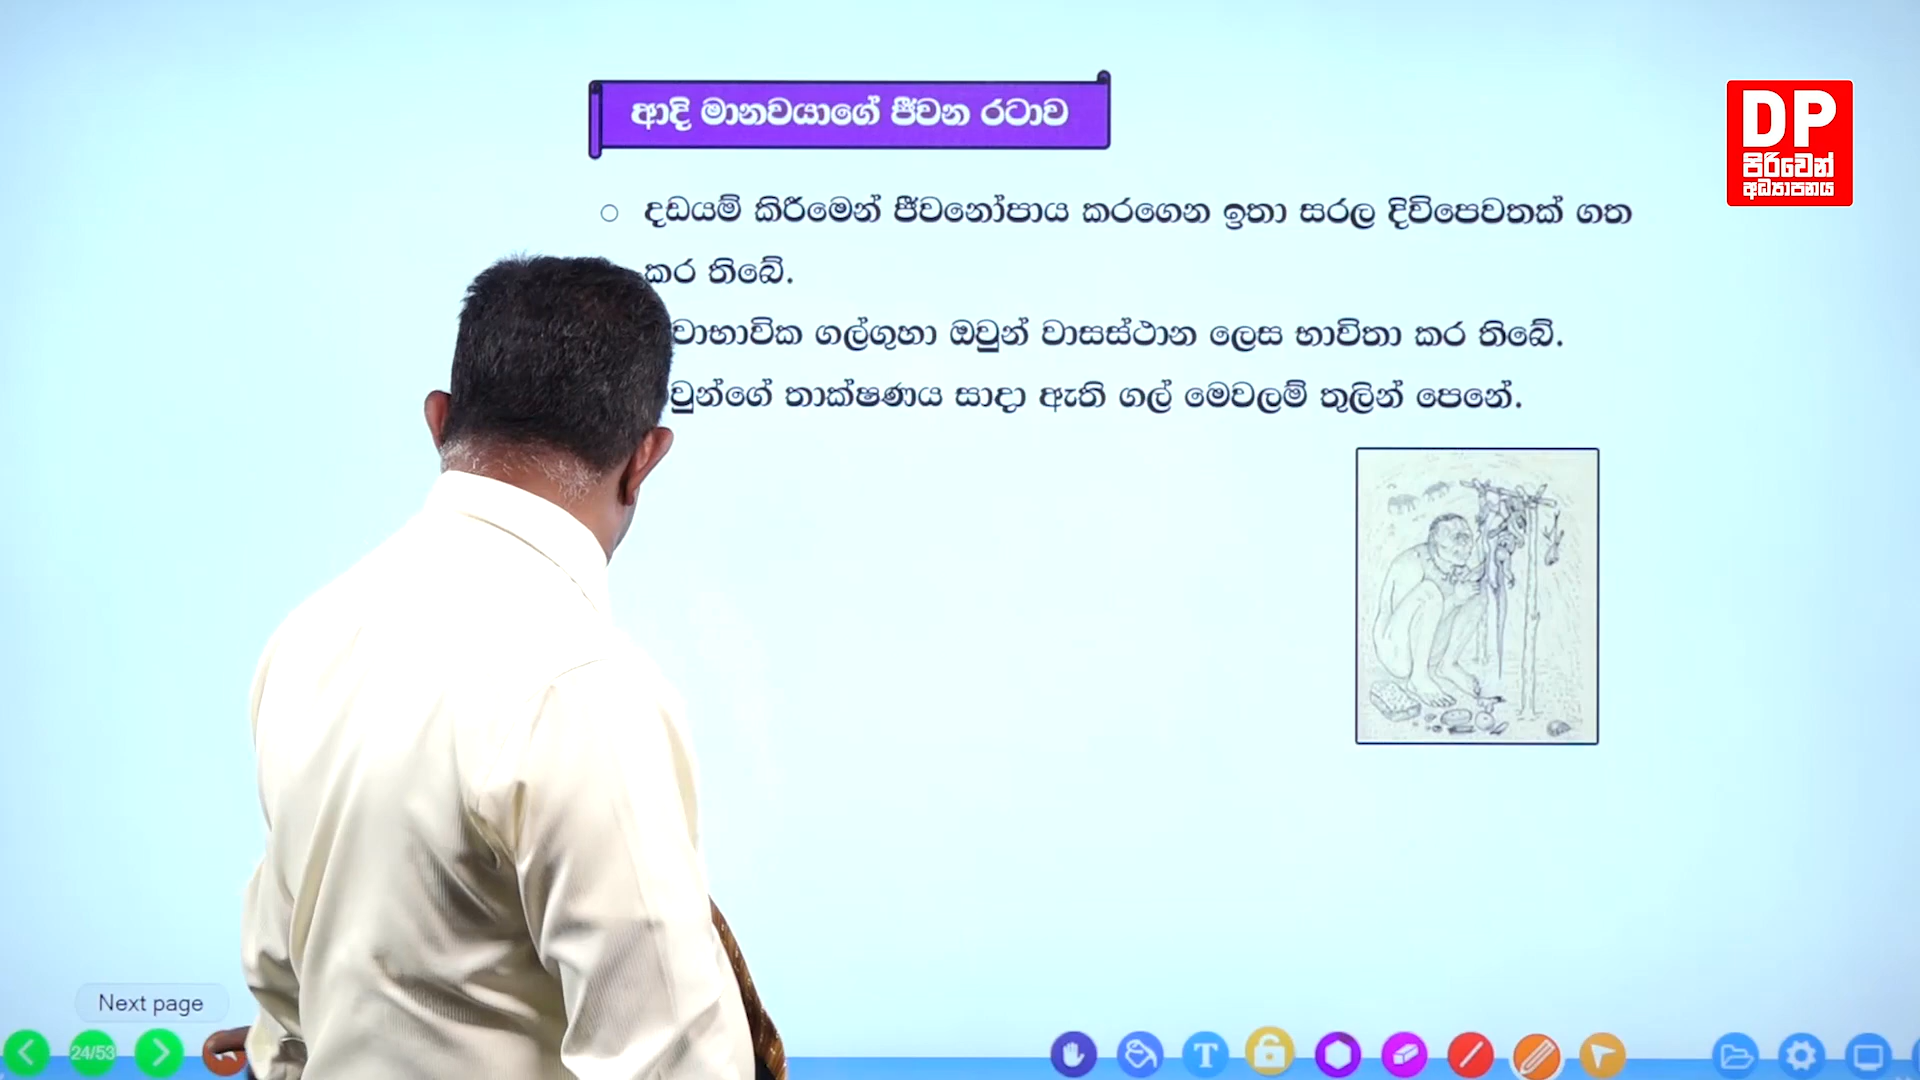 ආදි මානවයාගේ ජීවන රටාව
DP
පිරිවෙන්
අධ්‍යාපනය
දඩයම් කිරීමෙන් ජීවනෝපාය කරගෙන ඉතා සරල දිවිපෙවතක් ගත
කර තිබේ.
ගල්ගුහා ඔවුන් වාසස්ථාන ලෙස භාවිතා කර තිබේ.
තාක්ෂණය සාදා ඇති ගල් මෙවලම් තුලින් පෙනේ.
Next page
24/53
T